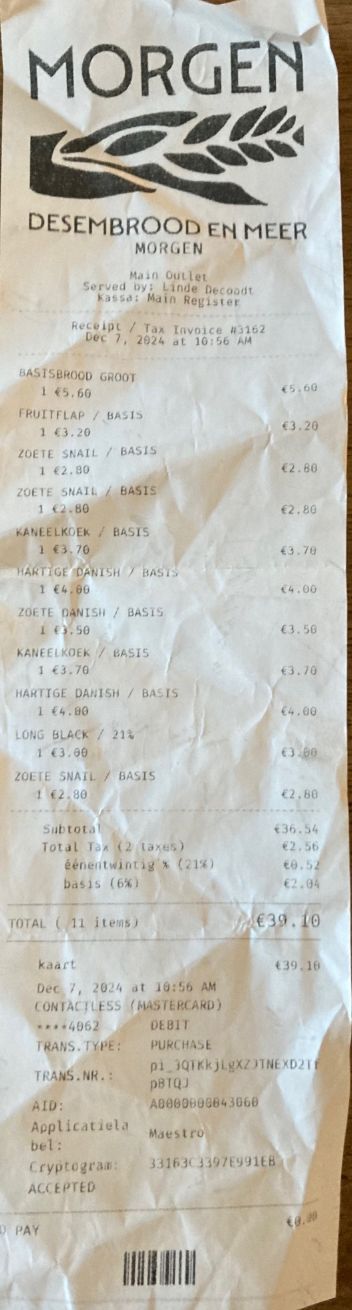 MORGEN
DESEMBROOD EN MEER
MORGEN
Main Outlet
Served by: Linde Decoodt
Kassa: Main Register
Receipt / Tax Invoice #3162
Dec 7, 2024 at 10:56 AM
BASISBROOD GROOT
1 €5.60 €5.60
FRUITFLAP / BASIS
1 €3.20 €3.20
ZOETE SNAIL / BASIS
1 €2.80 €2.80
ZOETE SNAIL / BASIS
1 €2.80 €2.80
KANEELKOEK / BASIS
1 €3.70 €3.70
HARTIGE DANISH / BASIS
1 €4.00 €4.00
ZOETE DANISH / BASIS
1 €3.50 €3.50
KANEELKOEK / BASIS
1 €3.70 €3.70
HARTIGE DANISH / BASIS
1 €4.00 €4.00
LONG BLACK / 21%
1 €3.00 €3.00
ZOETE SNAIL / BASIS
1 €2.80 €2.80
Subtotal €36.54
Total Tax (2 taxes) €2.56
éénentwintig % (21%) €0.52
basis (6%) €2.04
TOTAL ( 11 items) €39.10
kaart €39.10
Dec 7, 2024 at 10:56 AM
CONTACTLESS (MASTERCARD)
****4062 DEBIT
TRANS.TYPE: PURCHASE
TRANS.NR.:
pBTQJ
AID: A0000000043060
Applicatiela
bel: Maestro
Cryptogram: 33163C3397E991EB
ACCEPTED
PAY €0.00